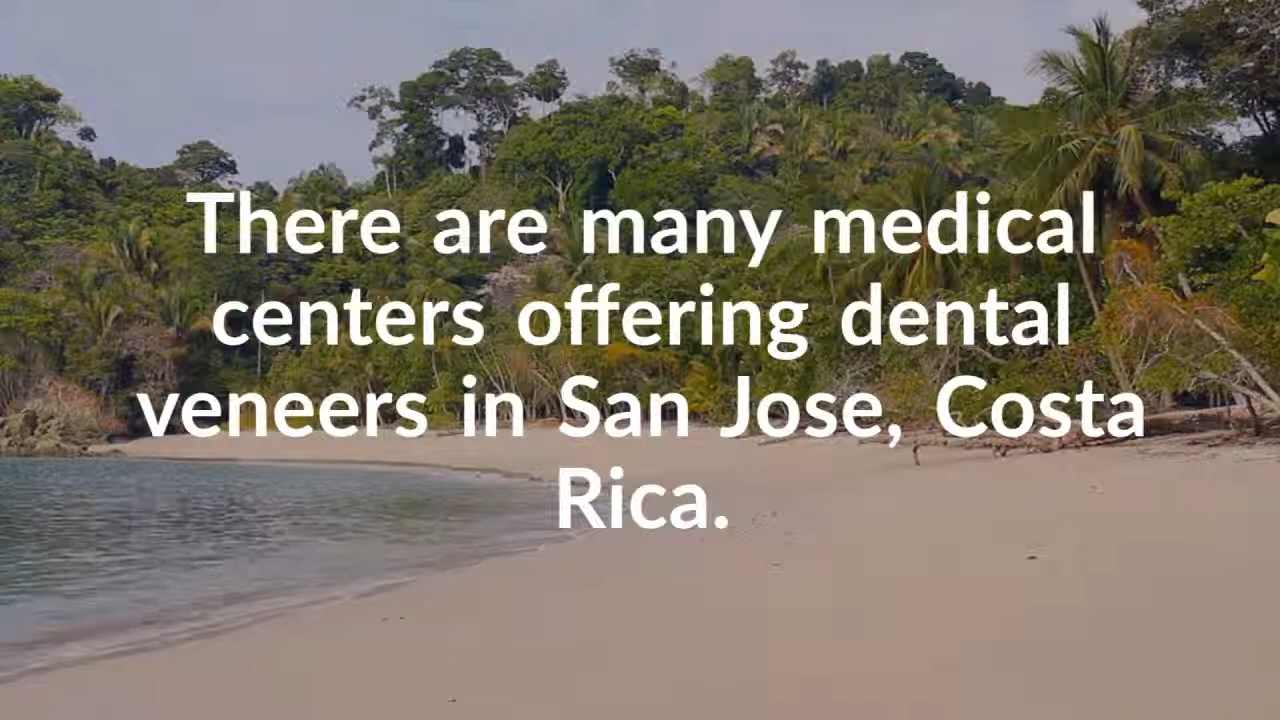 There are many medical
centers offering dental
veneers in San Jose, Costa
Rica.